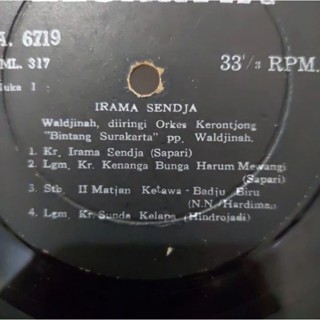 A. 6719
ML. 317
33⅓ RPM.
Muka I
IRAMA SENDJA
Waldjinah, diiringi Orkes Kerontjong
"Bintang Surakarta" pp. Waldjinah.
1. Kr. Irama Sendja (Sapari)
2. Lgm. Kr. Kenanga Bunga Harum Mewangi
(Sapari)
3. Stb. II Matjan Ketawa - Badju Biru
(N.N./Hardiman
4. Lgm. Kr. Sunda Kelapa (Hindrojadi)